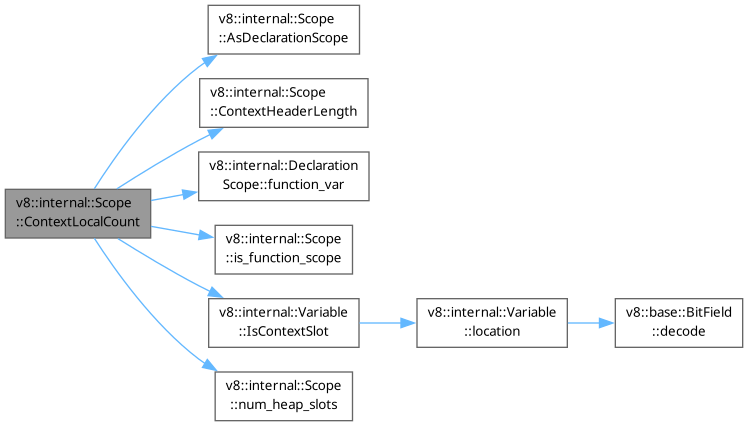 v8::internal::Scope
::AsDeclarationScope
v8::internal::Scope
::ContextHeaderLength
v8::internal::Declaration
Scope::function_var
v8::internal::Scope
::ContextLocalCount
v8::internal::Scope
::is_function_scope
v8::internal::Variable
::IsContextSlot
v8::internal::Variable
::location
v8::base::BitField
::decode
v8::internal::Scope
::num_heap_slots